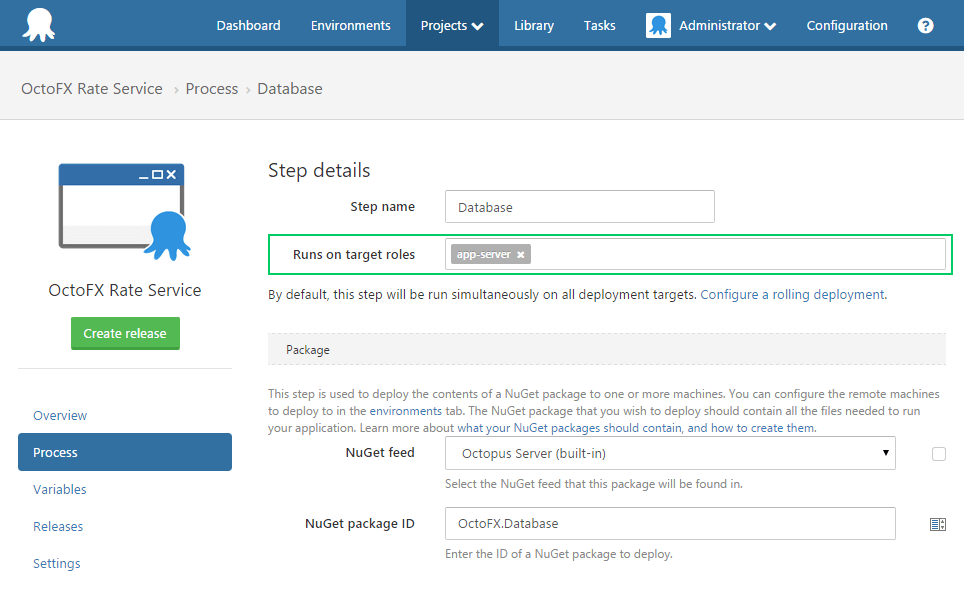 Dashboard Environments Projects Library Tasks Administrator Configuration ?
OctoFX Rate Service › Process › Database
Step details
Step name Database
Runs on target roles app-server ×
By default, this step will be run simultaneously on all deployment targets. Configure a rolling deployment.
OctoFX Rate Service
Create release
Package
This step is used to deploy the contents of a NuGet package to one or more machines. You can configure the remote machines
to deploy to in the environments tab. The NuGet package that you wish to deploy should contain all the files needed to run
your application. Learn more about what your NuGet packages should contain, and how to create them.
Overview
Process
Variables
Releases
Settings
NuGet feed Octopus Server (built-in)
Select the NuGet feed that this package will be found in.
NuGet package ID OctoFX.Database
Enter the ID of a NuGet package to deploy.